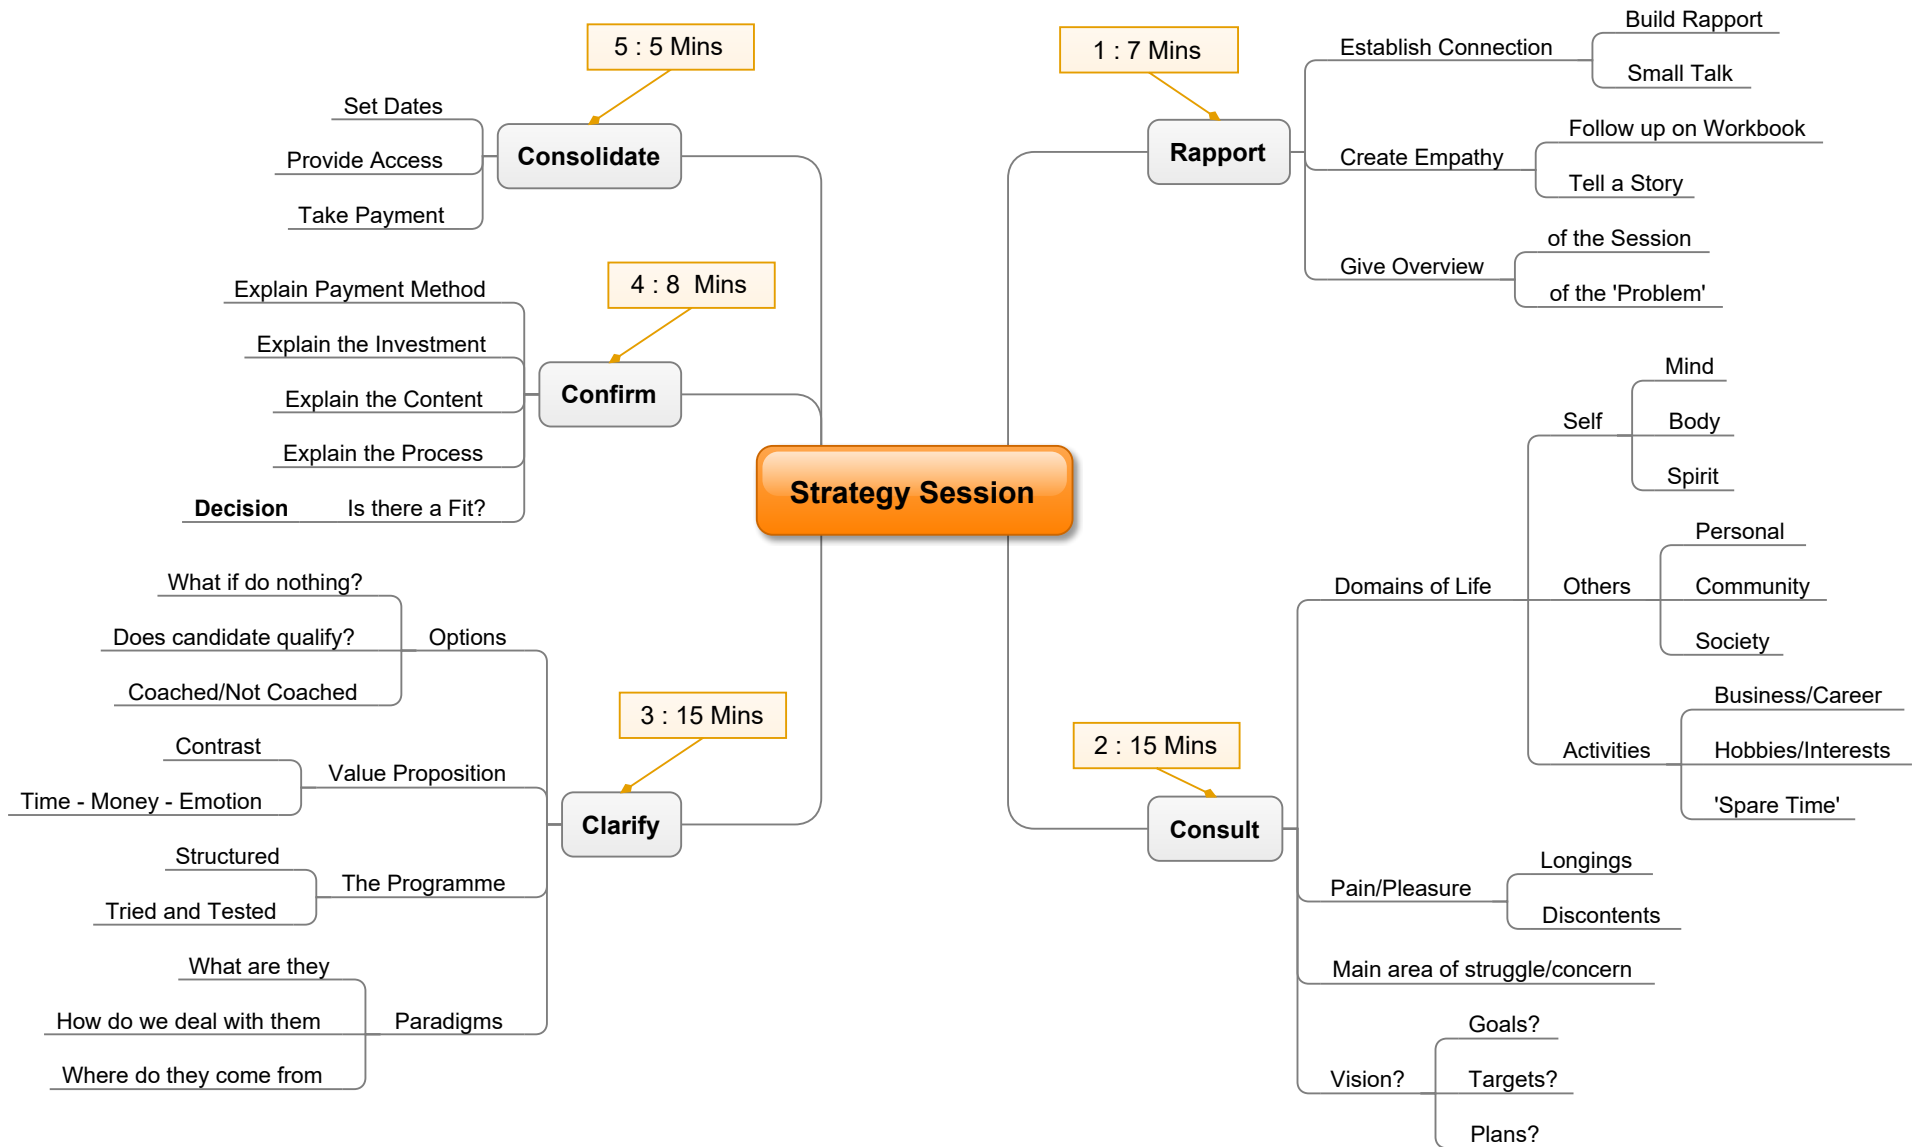 Strategy Session
1 : 7 Mins
Rapport
Establish Connection
Build Rapport
Small Talk
Create Empathy
Follow up on Workbook
Tell a Story
Give Overview
of the Session
of the 'Problem'
2 : 15 Mins
Consult
Domains of Life
Self
Mind
Body
Spirit
Others
Personal
Community
Society
Activities
Business/Career
Hobbies/Interests
'Spare Time'
Pain/Pleasure
Longings
Discontents
Main area of struggle/concern
Vision?
Goals?
Targets?
Plans?
3 : 15 Mins
Clarify
Options
What if do nothing?
Does candidate qualify?
Coached/Not Coached
Value Proposition
Contrast
Time - Money - Emotion
The Programme
Structured
Tried and Tested
Paradigms
What are they
How do we deal with them
Where do they come from
4 : 8 Mins
Confirm
Explain Payment Method
Explain the Investment
Explain the Content
Explain the Process
Is there a Fit?
Decision
5 : 5 Mins
Consolidate
Set Dates
Provide Access
Take Payment